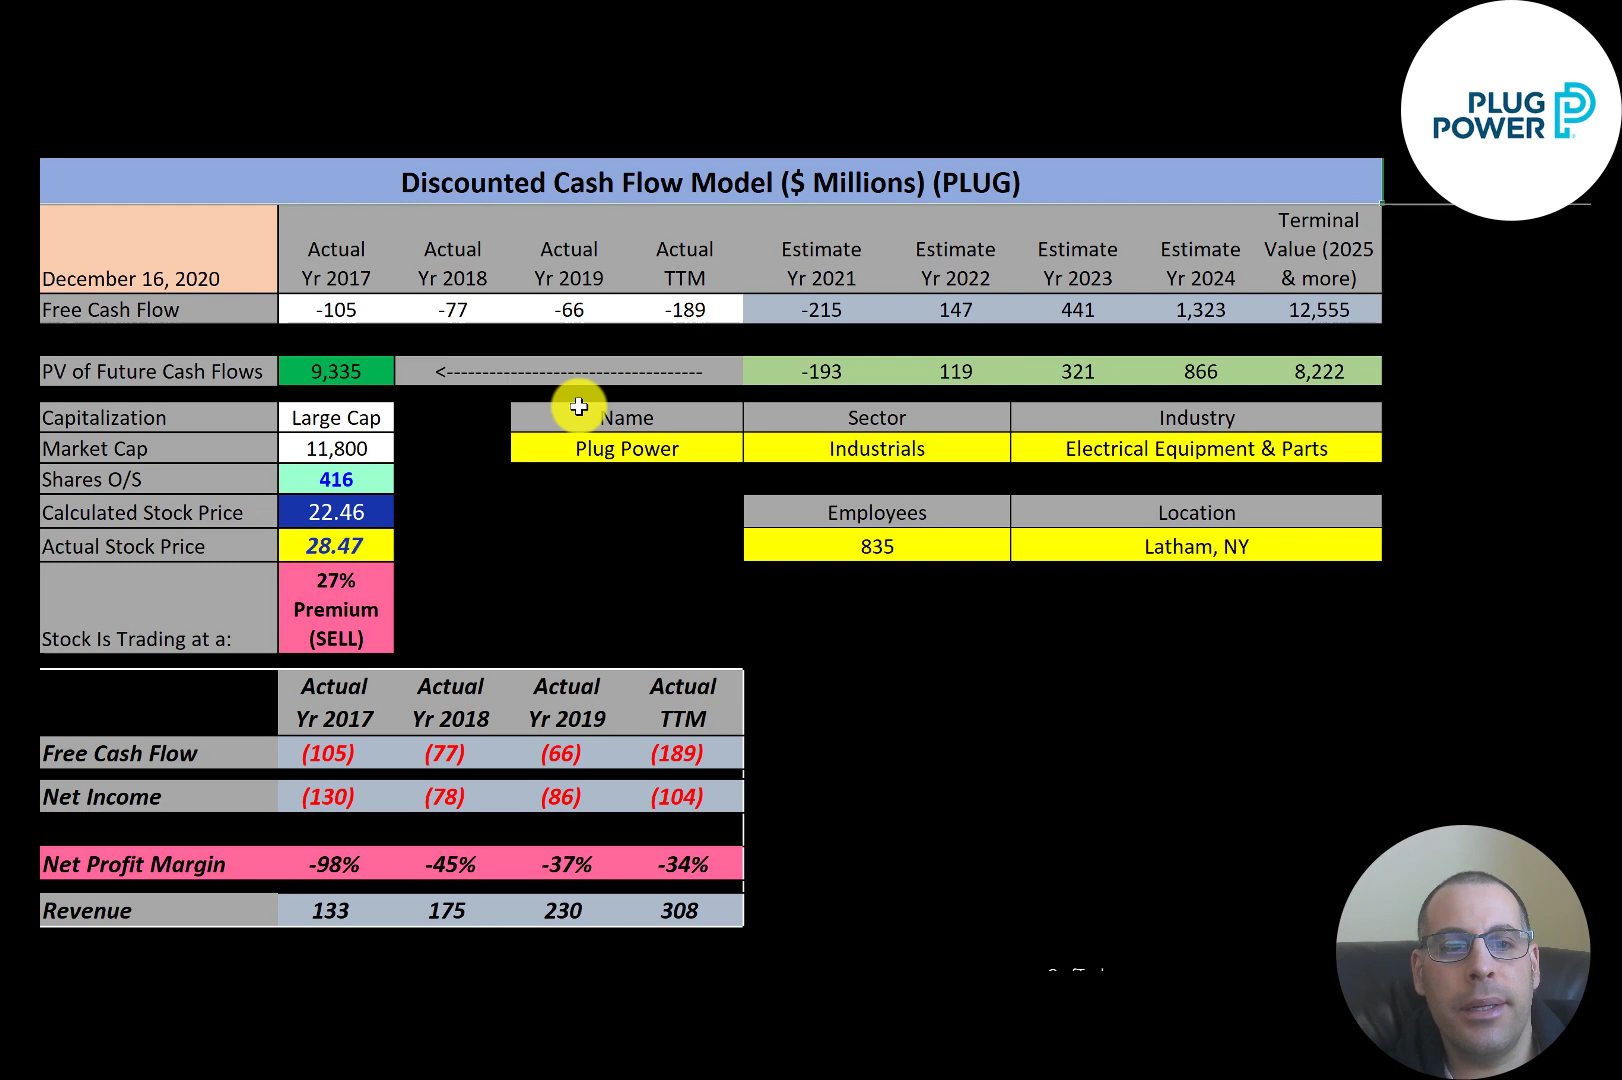 PLUG
POWER
Discounted Cash Flow Model ($ Millions) (PLUG)
December 16, 2020 Actual Yr 2017 Actual Yr 2018 Actual Yr 2019 Actual TTM Estimate Yr 2021 Estimate Yr 2022 Estimate Yr 2023 Estimate Yr 2024 Terminal Value (2025 & more)
Free Cash Flow -105 -77 -66 -189 -215 147 441 1,323 12,555
PV of Future Cash Flows 9,335 <----------------------------------- -193 119 321 866 8,222
Capitalization Large Cap Name Sector Industry
Market Cap 11,800 Plug Power Industrials Electrical Equipment & Parts
Shares O/S 416
Calculated Stock Price 22.46 Employees Location
Actual Stock Price 28.47 835 Latham, NY
Stock Is Trading at a: 27% Premium (SELL)
Actual Yr 2017 Actual Yr 2018 Actual Yr 2019 Actual TTM
Free Cash Flow (105) (77) (66) (189)
Net Income (130) (78) (86) (104)
Net Profit Margin -98% -45% -37% -34%
Revenue 133 175 230 308